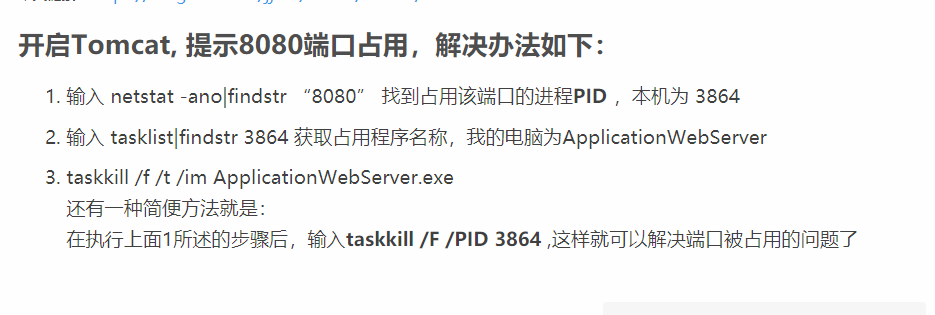 开启Tomcat, 提示8080端口占用，解决办法如下：
1. 输入 netstat -ano|findstr “8080” 找到占用该端口的进程PID ，本机为 3864
2. 输入 tasklist|findstr 3864 获取占用程序名称，我的电脑为ApplicationWebServer
3. taskkill /f /t /im ApplicationWebServer.exe
还有一种简便方法就是：
在执行上面1所述的步骤后，输入taskkill /F /PID 3864 ,这样就可以解决端口被占用的问题了